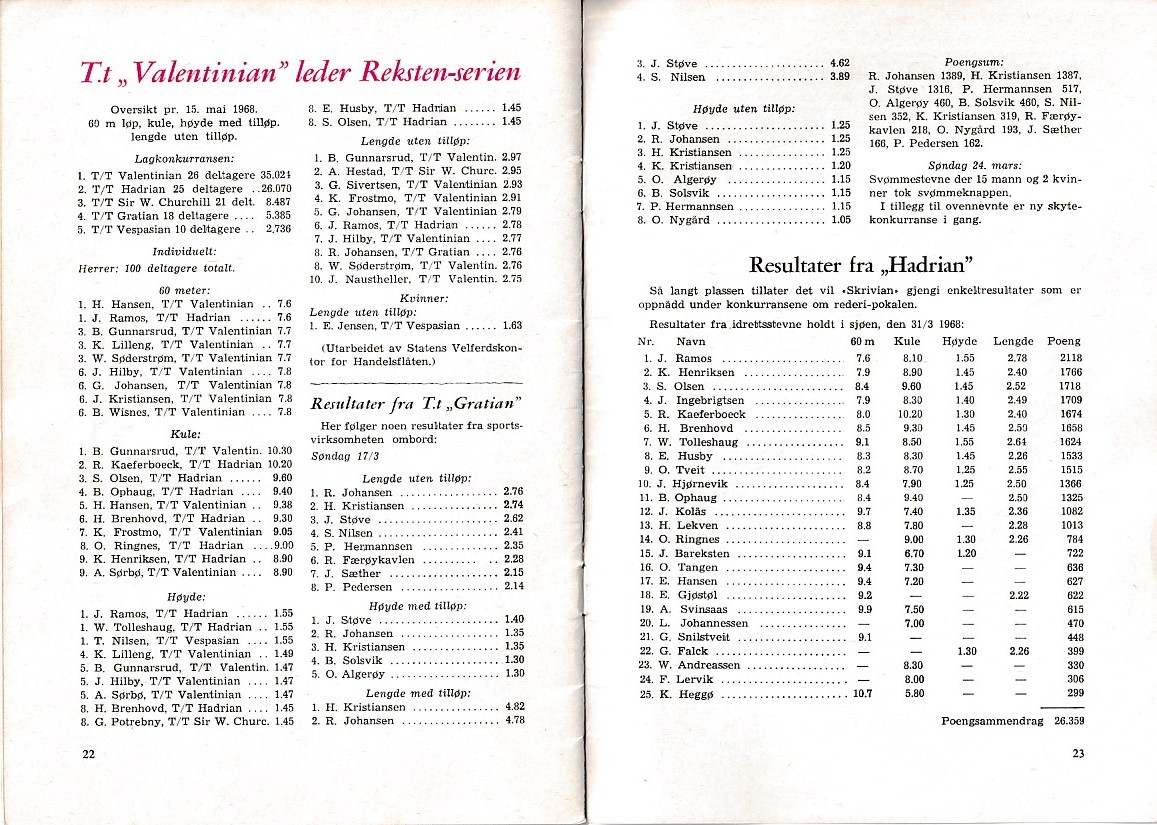 T.t „Valentinian” leder Reksten-serien
Oversikt pr. 15. mai 1968.
60 m løp, kule, høyde med tilløp.
lengde uten tilløp.
Lagkonkurransen:
1. T/T Valentinian 26 deltagere 35.024
2. T/T Hadrian 25 deltagere ..26.070
3. T/T Sir W. Churchill 21 delt. 8.487
4. T/T Gratian 18 deltagere .... 5.385
5. T/T Vespasian 10 deltagere .. 2,736
Individuelt:
Herrer: 100 deltagere totalt.
60 meter:
1. H. Hansen, T/T Valentinian .. 7.6
1. J. Ramos, T/T Hadrian ...... 7.6
3. B. Gunnarsrud, T/T Valentinian 7.7
3. K. Lilleng, T/T Valentinian .. 7.7
3. W. Søderstrøm, T/T Valentinian 7.7
6. J. Hilby, T/T Valentinian .... 7.8
6. G. Johansen, T/T Valentinian 7.8
6. J. Kristiansen, T/T Valentinian 7.8
6. B. Wisnes, T/T Valentinian .... 7.8
Kule:
1. B. Gunnarsrud, T/T Valentin. 10.30
2. R. Kaeferboeck, T/T Hadrian 10.20
3. S. Olsen, T/T Hadrian ...... 9.60
4. B. Ophaug, T/T Hadrian .... 9.40
5. H. Hansen, T/T Valentinian .. 9.38
6. H. Brenhovd, T/T Hadrian .. 9.30
7. K. Frostmo, T/T Valentinian 9.05
8. O. Ringnes, T/T Hadrian ....9.00
9. K. Henriksen, T/T Hadrian .. 8.90
9. A. Sørbø, T/T Valentinian .... 8.90
Høyde:
1. J. Ramos, T/T Hadrian ...... 1.55
1. W. Tolleshaug, T/T Hadrian .. 1.55
1. T. Nilsen, T/T Vespasian .... 1.55
4. K. Lilleng, T/T Valentinian .. 1.49
5. B. Gunnarsrud, T/T Valentin. 1.47
5. J. Hilby, T/T Valentinian .... 1.47
5. A. Sørbø, T/T Valentinian .... 1.47
8. H. Brenhovd, T/T Hadrian .... 1.45
8. G. Potrebny, T/T Sir W. Churc. 1.45
8. E. Husby, T/T Hadrian ...... 1.45
8. S. Olsen, T/T Hadrian ........ 1.45
Lengde uten tilløp:
1. B. Gunnarsrud, T/T Valentin. 2.97
2. A. Hestad, T/T Sir W. Churc. 2.95
3. G. Sivertsen, T/T Valentinian 2.93
4. K. Frostmo, T/T Valentinian 2.91
5. G. Johansen, T/T Valentinian 2.79
6. J. Ramos, T/T Hadrian ...... 2.78
7. J. Hilby, T/T Valentinian .... 2.77
8. R. Johansen, T/T Gratian .... 2.76
8. W. Søderstrøm, T/T Valentin. 2.76
10. J. Naustheller, T/T Valentin. 2.75
Kvinner:
Lengde uten tilløp:
1. E. Jensen, T/T Vespasian ...... 1.63
(Utarbeidet av Statens Velferdskon-
tor for Handelsflåten.)
Resultater fra T.t „Gratian”
Her følger noen resultater fra sports-
virksomheten ombord:
Søndag 17/3
Lengde uten tilløp:
1. R. Johansen .................. 2.76
2. H. Kristiansen ................ 2.74
3. J. Støve ...................... 2.62
4. S. Nilsen ...................... 2.41
5. P. Hermannsen ................ 2.35
6. R. Færøykavlen .............. 2.28
7. J. Sæther .................... 2.15
8. P. Pedersen .................. 2.14
Høyde med tilløp:
1. J. Støve ...................... 1.40
2. R. Johansen .................. 1.35
3. H. Kristiansen ................ 1.35
4. B. Solsvik .................... 1.30
5. O. Algerøy .................... 1.30
Lengde med tilløp:
1. H. Kristiansen ................ 4.82
2. R. Johansen .................. 4.78
22
3. J. Støve ...................... 4.62
4. S. Nilsen .................... 3.89
Høyde uten tilløp:
1. J. Støve ...................... 1.25
2. R. Johansen .................. 1.25
3. H. Kristiansen ................ 1.25
4. K. Kristiansen ................ 1.20
5. O. Algerøy .................. 1.15
6. B. Solsvik .................... 1.15
7. P. Hermannsen ................ 1.15
8. O. Nygård .................... 1.05
Poengsum:
R. Johansen 1389, H. Kristiansen 1387,
J. Støve 1316, P. Hermannsen 517,
O. Algerøy 460, B. Solsvik 460, S. Nil-
sen 352, K. Kristiansen 319, R. Færøy-
kavlen 218, O. Nygård 193, J. Sæther
166, P. Pedersen 162.
Søndag 24. mars:
Svømmestevne der 15 mann og 2 kvin-
ner tok svømmeknappen.
I tillegg til ovennevnte er ny skyte-
konkurranse i gang.
Resultater fra „Hadrian”
Så langt plassen tillater det vil «Skrivian» gjengi enkeltresultater som er
oppnådd under konkurransene om rederi-pokalen.
Resultater fra idrettsstevne holdt i sjøen, den 31/3 1968:
Nr. Navn 60 m Kule Høyde Lengde Poeng
1. J. Ramos .................. 7.6 8.10 1.55 2.78 2118
2. K. Henriksen .............. 7.9 8.90 1.45 2.40 1766
3. S. Olsen .................. 8.4 9.60 1.45 2.52 1718
4. J. Ingebrigtsen ............ 7.9 8.30 1.40 2.49 1709
5. R. Kaeferboeck ............ 8.0 10.20 1.30 2.40 1674
6. H. Brenhovd .............. 8.5 9.30 1.45 2.50 1658
7. W. Tolleshaug .............. 9.1 8.50 1.55 2.64 1624
8. E. Husby .................. 8.3 8.30 1.45 2.26 1533
9. O. Tveit .................... 8.2 8.70 1.25 2.55 1515
10. J. Hjørnevik .............. 8.4 7.90 1.25 2.50 1366
11. B. Ophaug ................ 8.4 9.40 — 2.50 1325
12. J. Kolås .................. 9.7 7.40 1.35 2.36 1082
13. H. Lekven ................ 8.8 7.80 — 2.28 1013
14. O. Ringnes ................ — 9.00 1.30 2.26 784
15. J. Bareksten .............. 9.1 6.70 1.20 — 722
16. O. Tangen ................ 9.4 7.30 — — 636
17. E. Hansen ................ 9.4 7.20 — — 627
18. E. Gjøstøl ................ 9.2 — — 2.22 622
19. A. Svinsaas ................ 9.9 7.50 — — 615
20. L. Johannessen ............ — 7.00 — — 470
21. G. Snilstveit ................ 9.1 — — — 448
22. G. Falck .................. — — 1.30 2.26 399
23. W. Andreassen .............. — 8.30 — — 330
24. F. Lervik .................. — 8.00 — — 306
25. K. Heggø .................. 10.7 5.80 — — 299
Poengsammendrag 26.359
23